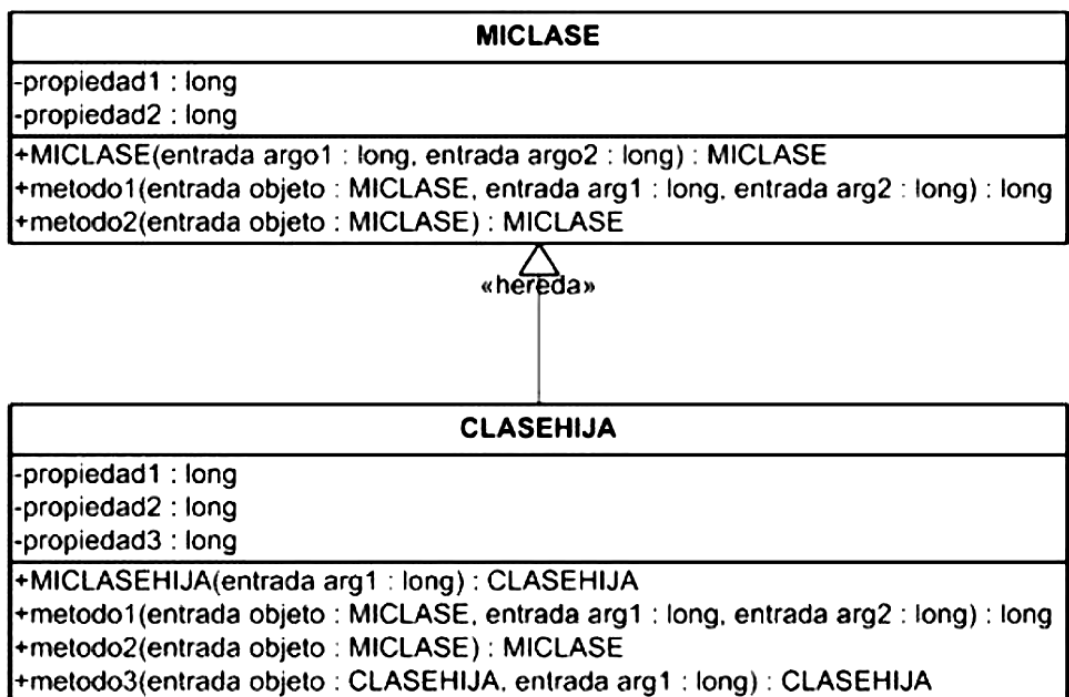 MICLASE
-propiedad1 : long
-propiedad2 : long
+MICLASE(entrada argo1 : long, entrada argo2 : long) : MICLASE
+metodo1(entrada objeto : MICLASE, entrada arg1 : long, entrada arg2 : long) : long
+metodo2(entrada objeto : MICLASE) : MICLASE
«hereda»
CLASEHIJA
-propiedad1 : long
-propiedad2 : long
-propiedad3 : long
+MICLASEHIJA(entrada arg1 : long) : CLASEHIJA
+metodo1(entrada objeto : MICLASE, entrada arg1 : long, entrada arg2 : long) : long
+metodo2(entrada objeto : MICLASE) : MICLASE
+metodo3(entrada objeto : CLASEHIJA, entrada arg1 : long) : CLASEHIJA